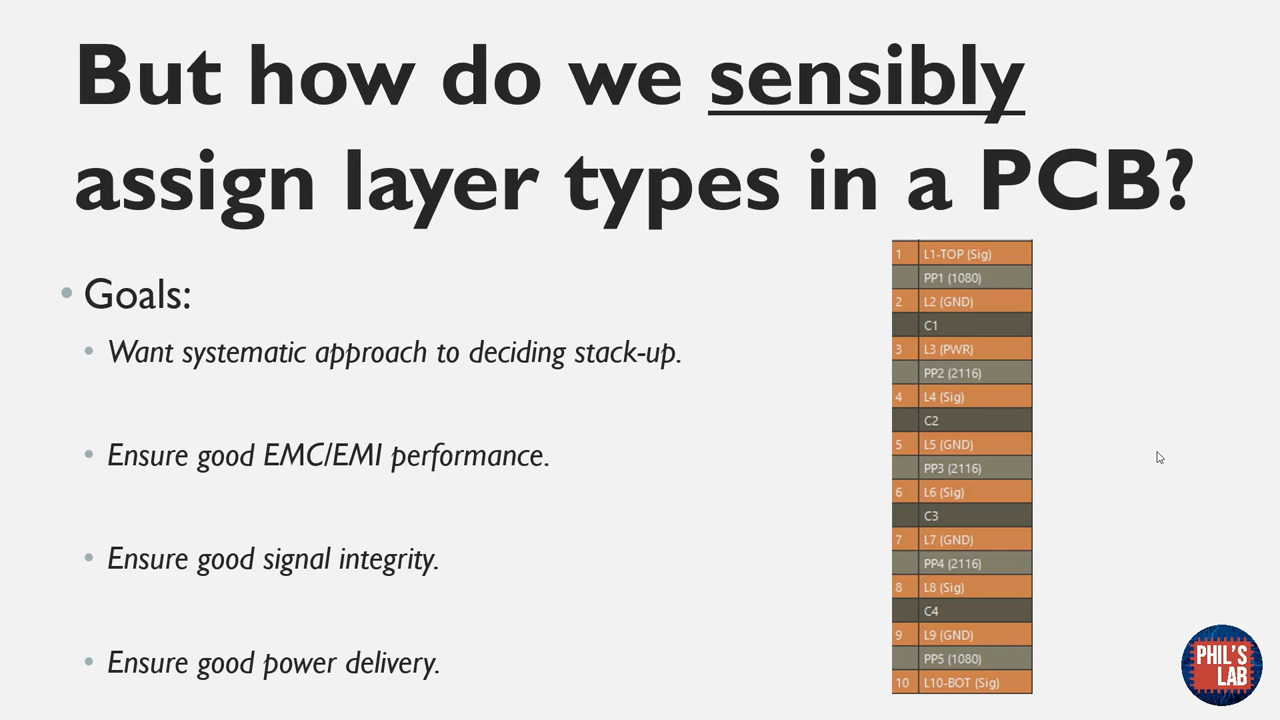 But how do we sensibly
assign layer types in a PCB?
• Goals:
• Want systematic approach to deciding stack-up.
• Ensure good EMC/EMI performance.
• Ensure good signal integrity.
• Ensure good power delivery.
1 L1-TOP (Sig)
PP1 (1080)
2 L2 (GND)
C1
3 L3 (PWR)
PP2 (2116)
4 L4 (Sig)
C2
5 L5 (GND)
PP3 (2116)
6 L6 (Sig)
C3
7 L7 (GND)
PP4 (2116)
8 L8 (Sig)
C4
9 L9 (GND)
PP5 (1080)
10 L10-BOT (Sig)
PHIL'S
LAB